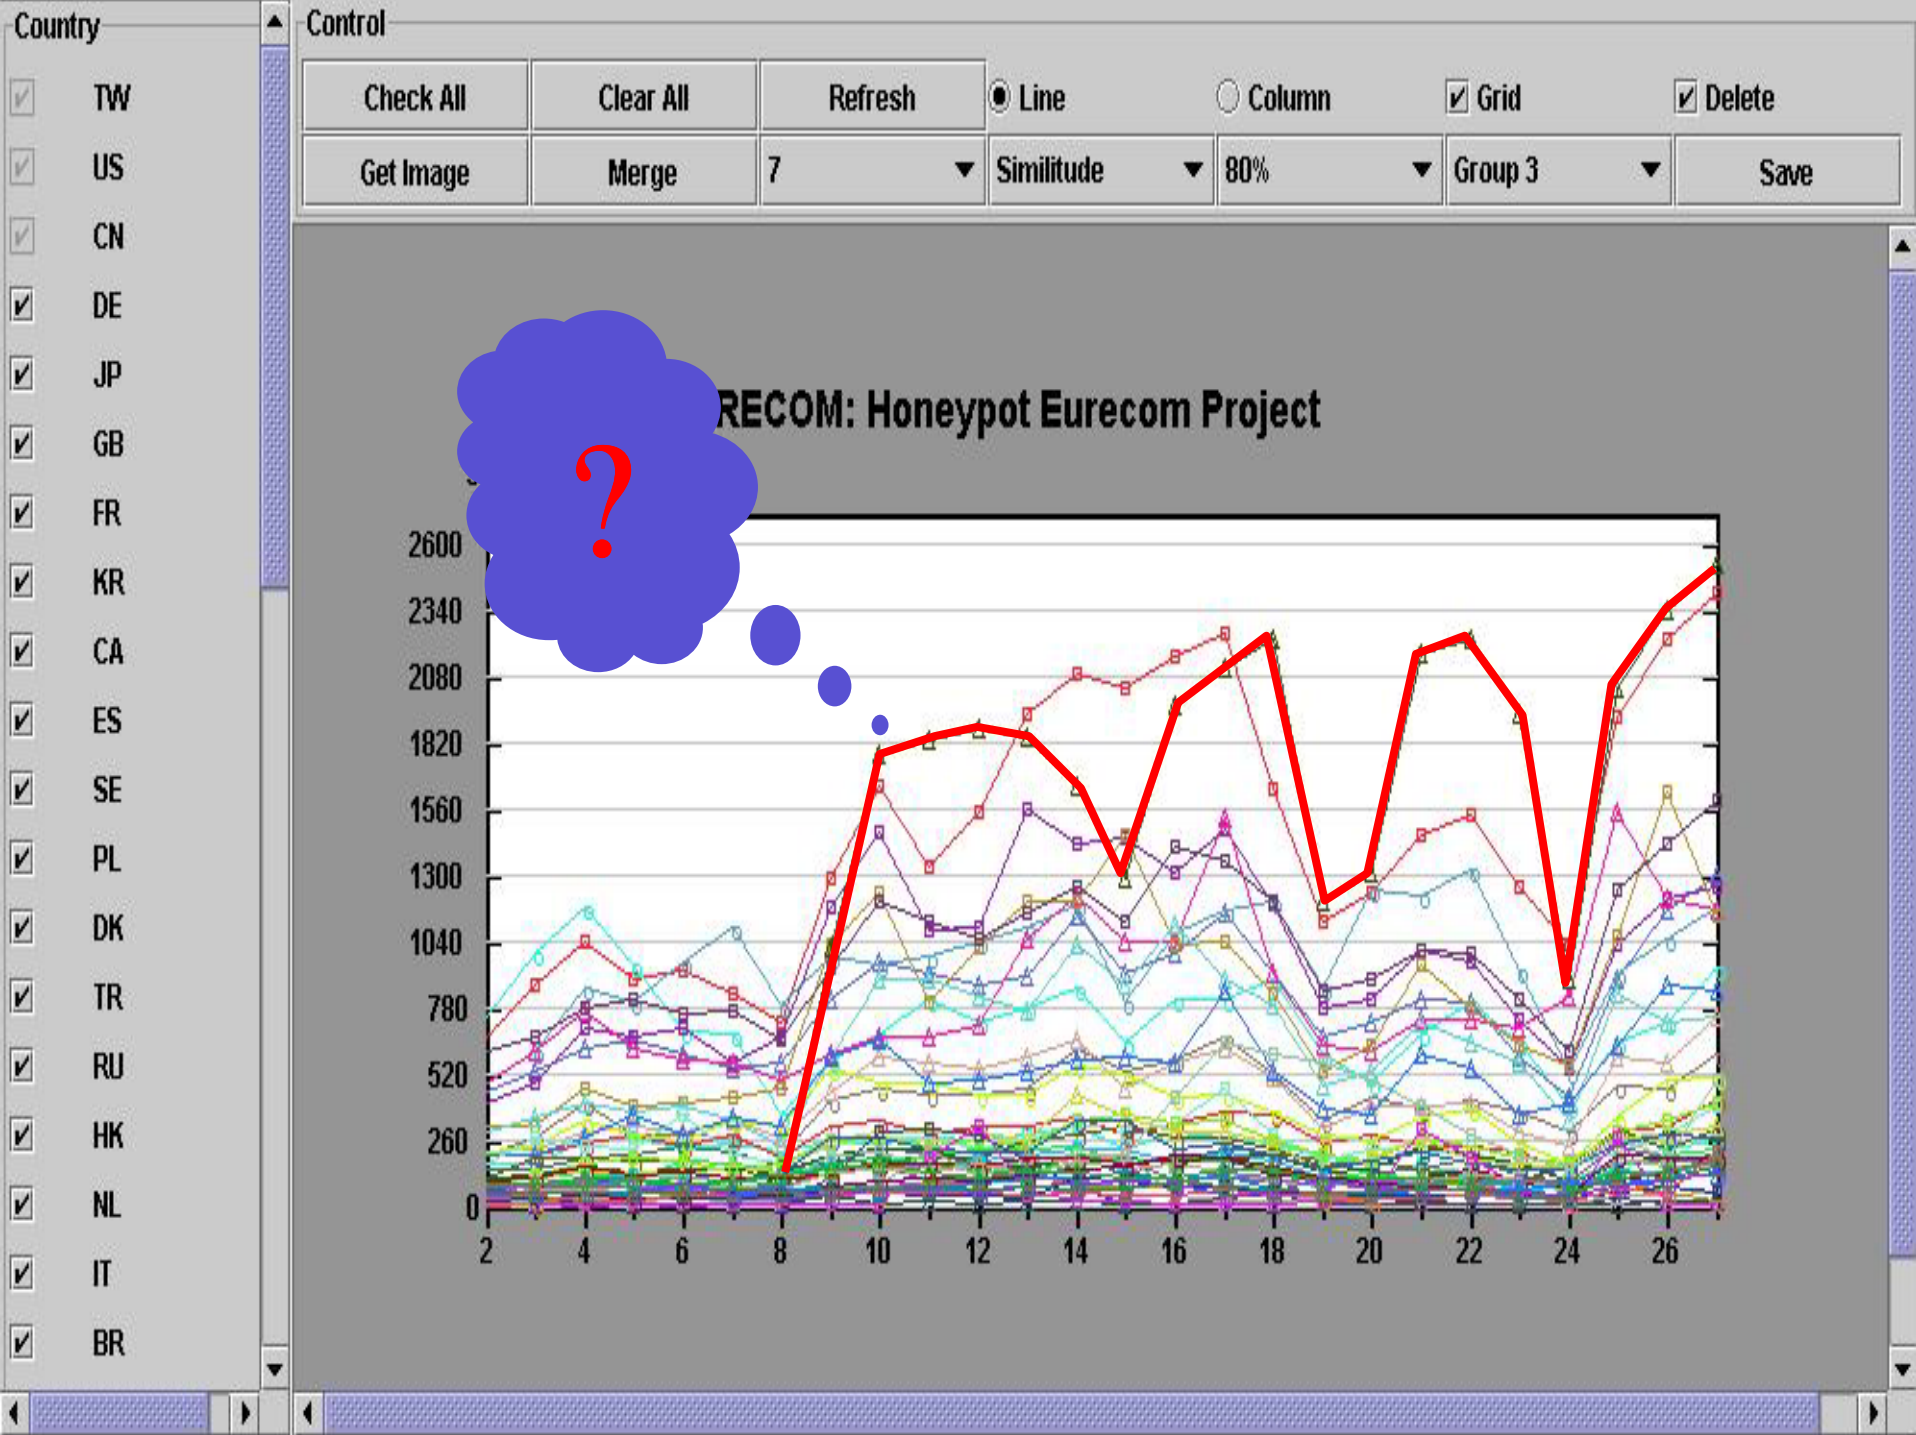 Country
TW
US
CN
DE
JP
GB
FR
KR
CA
ES
SE
PL
DK
TR
RU
HK
NL
IT
BR
Control
Check All Clear All Refresh Line Column Grid Delete
Get Image Merge 7 Similitude 80% Group 3 Save
RECOM: Honeypot Eurecom Project
?
2600
2340
2080
1820
1560
1300
1040
780
520
260
0
2 4 6 8 10 12 14 16 18 20 22 24 26